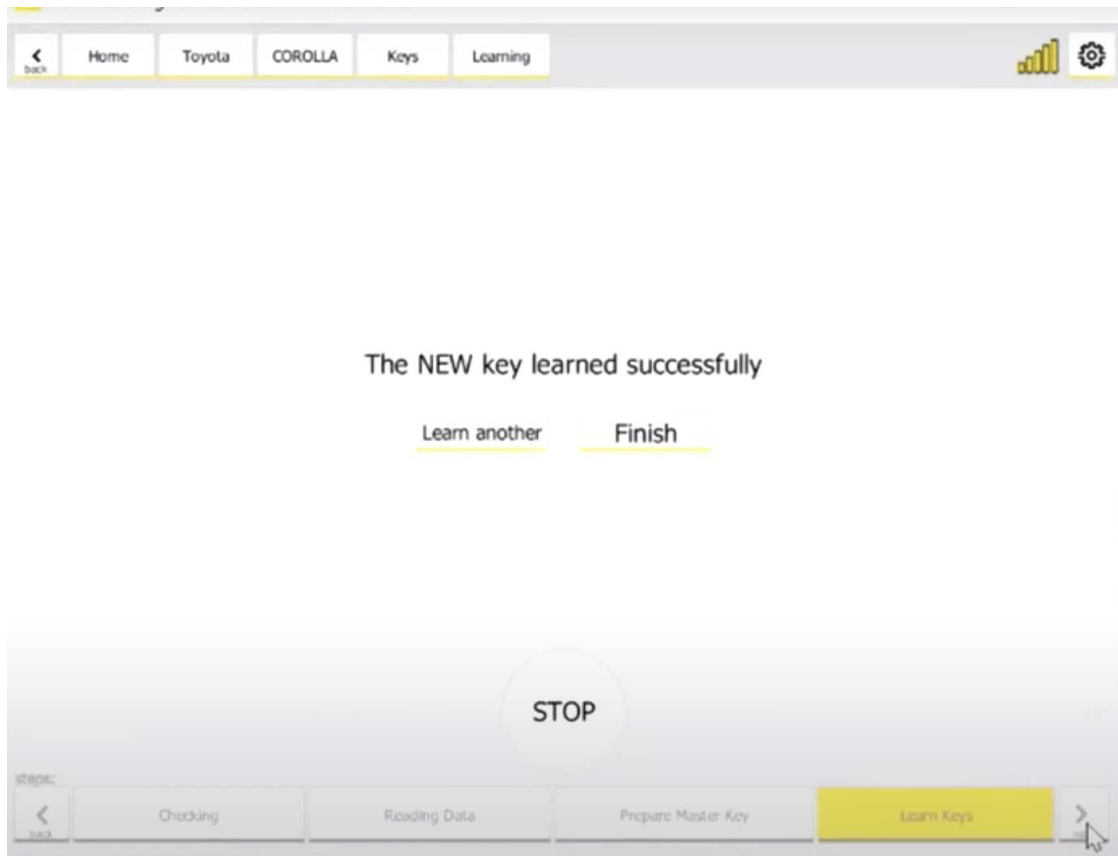 back Home Toyota COROLLA Keys Learning
The NEW key learned successfully
Learn another Finish
STOP
steps:
back Checking Reading Data Prepare Master Key Learn Keys